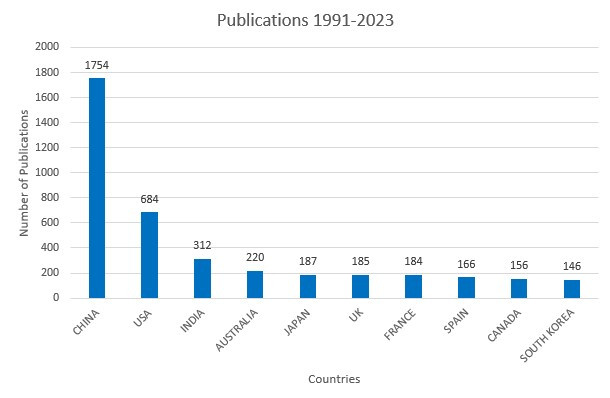 Publications 1991-2023
Number of Publications
2000
1800
1600
1400
1200
1000
800
600
400
200
0
1754
684
312
220
187
185
184
166
156
146
CHINA
USA
INDIA
AUSTRALIA
JAPAN
UK
FRANCE
SPAIN
CANADA
SOUTH KOREA
Countries